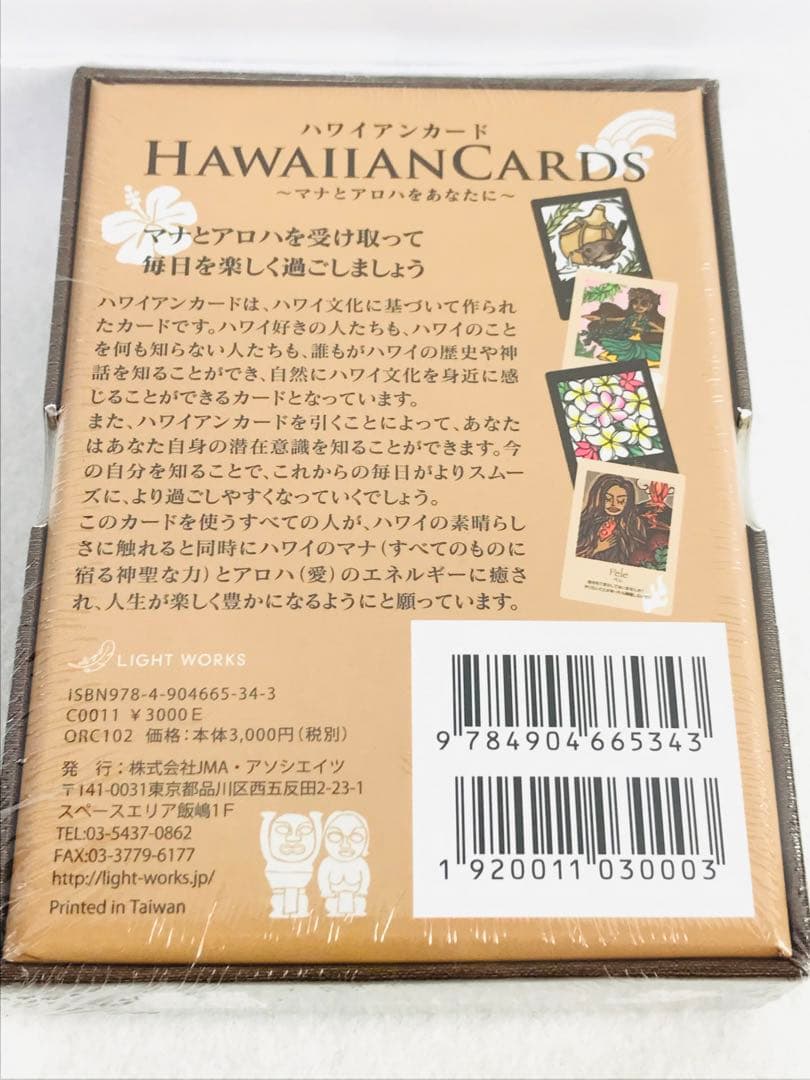 ハワイアンカード
HAWAIIANCARDS
～マナとアロハをあなたに～
マナとアロハを受け取って
毎日を楽しく過ごしましょう
ハワイアンカードは、ハワイ文化に基づいて作られ
たカードです。ハワイ好きの人たちも、ハワイのこと
を何も知らない人たちも、誰もがハワイの歴史や神
話を知ることができ、自然にハワイ文化を身近に感
じることができるカードとなっています。
また、ハワイアンカードを引くことによって、あなた
はあなた自身の潜在意識を知ることができます。今
の自分を知ることで、これからの毎日がよりスムー
ズに、より過ごしやすくなっていくでしょう。
このカードを使うすべての人が、ハワイの素晴らし
さに触れると同時にハワイのマナ（すべてのものに
宿る神聖な力）とアロハ（愛）のエネルギーに癒され
、人生が楽しく豊かになるようにと願っています。
Pele
ペレ
LIGHT WORKS
ISBN978-4-904665-34-3
C0011 ￥3000E
ORC102 価格：本体3,000円（税別）
発 行：株式会社JMA・アソシエイツ
〒141-0031東京都品川区西五反田2-23-1
スペースエリア飯嶋1F
TEL:03-5437-0862
FAX:03-3779-6177
http://light-works.jp/
Printed in Taiwan
9 784904 665343
1 920011 030003